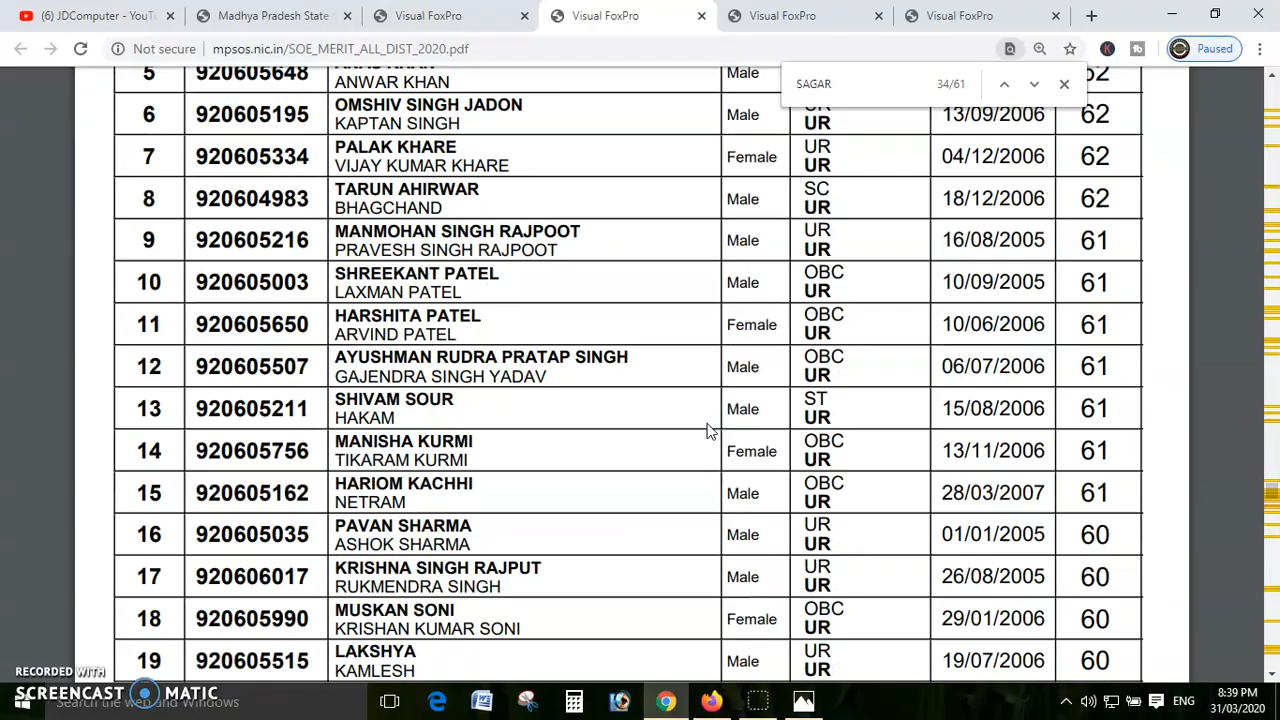 (6) JDComputer - YouT
Madhya Pradesh State
Visual FoxPro
Visual FoxPro
Visual FoxPro
Visual FoxPro
Not secure mpsos.nic.in/SOE_MERIT_ALL_DIST_2020.pdf
Paused
SAGAR 34/61
5 920605648 ANWAR KHAN Male
6 920605195 OMSHIV SINGH JADON KAPTAN SINGH Male UR UR 13/09/2006 62
7 920605334 PALAK KHARE VIJAY KUMAR KHARE Female UR UR 04/12/2006 62
8 920604983 TARUN AHIRWAR BHAGCHAND Male SC UR 18/12/2006 62
9 920605216 MANMOHAN SINGH RAJPOOT PRAVESH SINGH RAJPOOT Male UR UR 16/08/2005 61
10 920605003 SHREEKANT PATEL LAXMAN PATEL Male OBC UR 10/09/2005 61
11 920605650 HARSHITA PATEL ARVIND PATEL Female OBC UR 10/06/2006 61
12 920605507 AYUSHMAN RUDRA PRATAP SINGH GAJENDRA SINGH YADAV Male OBC UR 06/07/2006 61
13 920605211 SHIVAM SOUR HAKAM Male ST UR 15/08/2006 61
14 920605756 MANISHA KURMI TIKARAM KURMI Female OBC UR 13/11/2006 61
15 920605162 HARIOM KACHHI NETRAM Male OBC UR 28/03/2007 61
16 920605035 PAVAN SHARMA ASHOK SHARMA Male UR UR 01/01/2005 60
17 920606017 KRISHNA SINGH RAJPUT RUKMENDRA SINGH Male UR UR 26/08/2005 60
18 920605990 MUSKAN SONI KRISHAN KUMAR SONI Female OBC UR 29/01/2006 60
19 920605515 LAKSHYA KAMLESH Male UR UR 19/07/2006 60
RECORDED WITH
SCREENCAST MATIC
Search the web and Windows
ENG
8:39 PM
31/03/2020